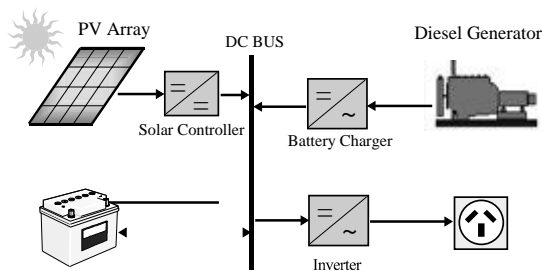 PV Array
DC BUS
Diesel Generator
Solar Controller
Battery Charger
Inverter